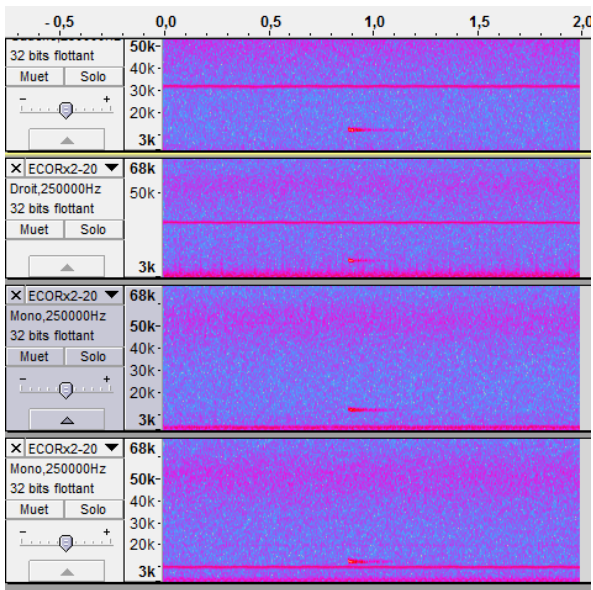 - 0,5 0,0 0,5 1,0 1,5 2,0
32 bits flottant
Muet Solo
- +
50k-
40k-
30k-
20k-
3k
× ECORx2-20 ▼
Droit,250000Hz
32 bits flottant
Muet Solo
68k
50k-
3k
× ECORx2-20 ▼
Mono,250000Hz
32 bits flottant
Muet Solo
- +
68k
50k-
40k-
30k-
20k-
3k
× ECORx2-20 ▼
Mono,250000Hz
32 bits flottant
Muet Solo
- +
68k
50k-
40k-
30k-
20k-
3k